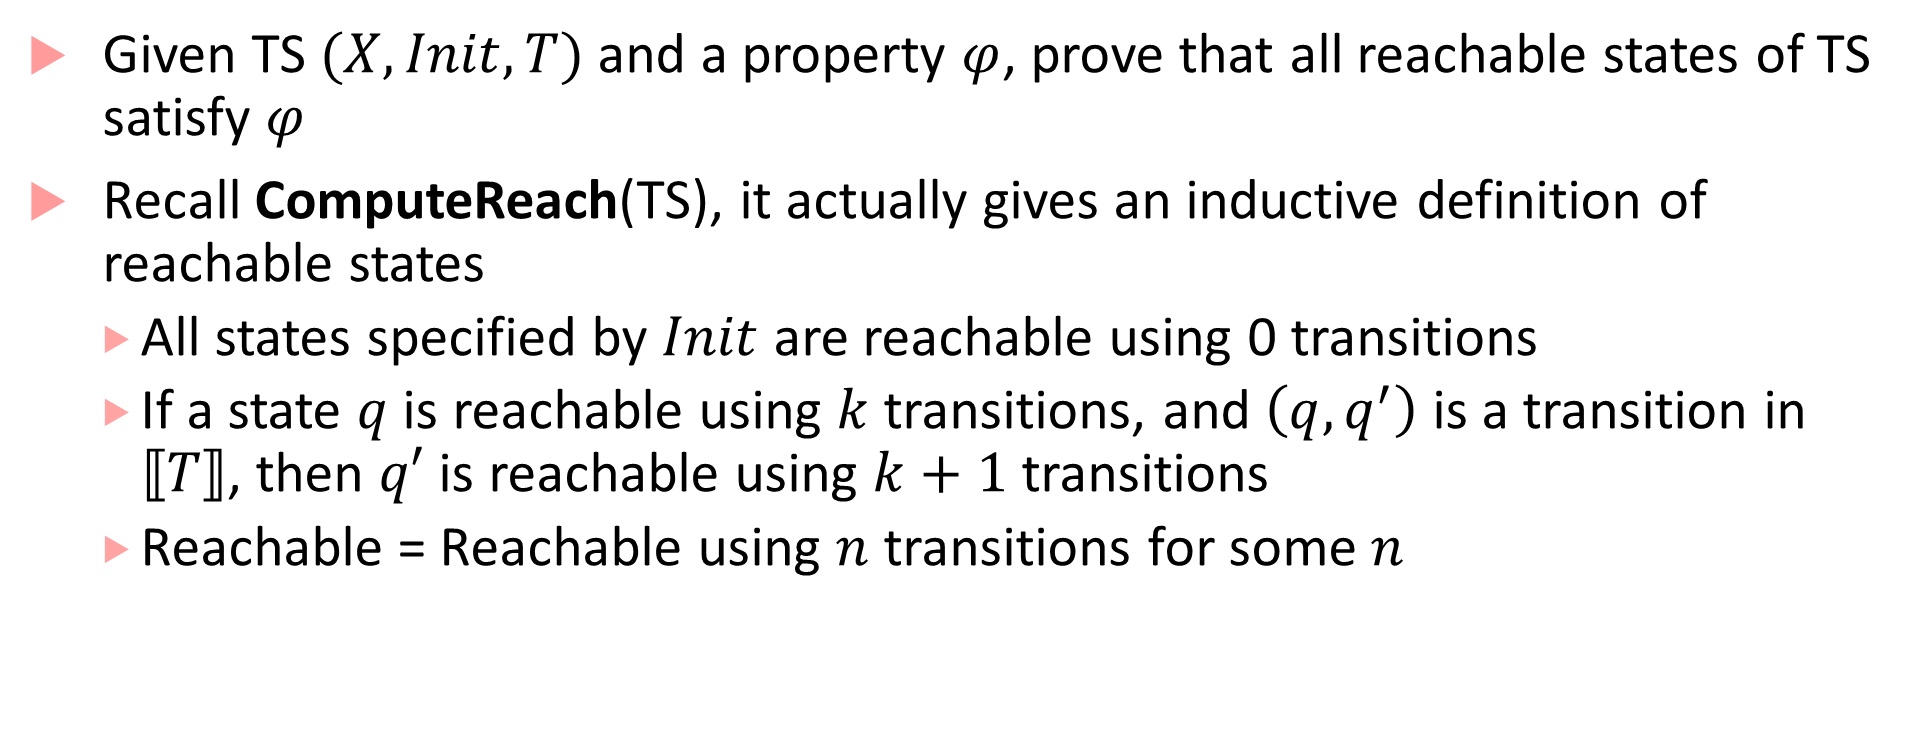 Given TS (𝑋, 𝐼𝑛𝑖𝑡, 𝑇) and a property 𝜑, prove that all reachable states of TS
satisfy 𝜑
Recall ComputeReach(TS), it actually gives an inductive definition of
reachable states
All states specified by 𝐼𝑛𝑖𝑡 are reachable using 0 transitions
If a state 𝑞 is reachable using 𝑘 transitions, and (𝑞, 𝑞′) is a transition in
⟦𝑇⟧, then 𝑞′ is reachable using 𝑘 + 1 transitions
Reachable = Reachable using 𝑛 transitions for some 𝑛